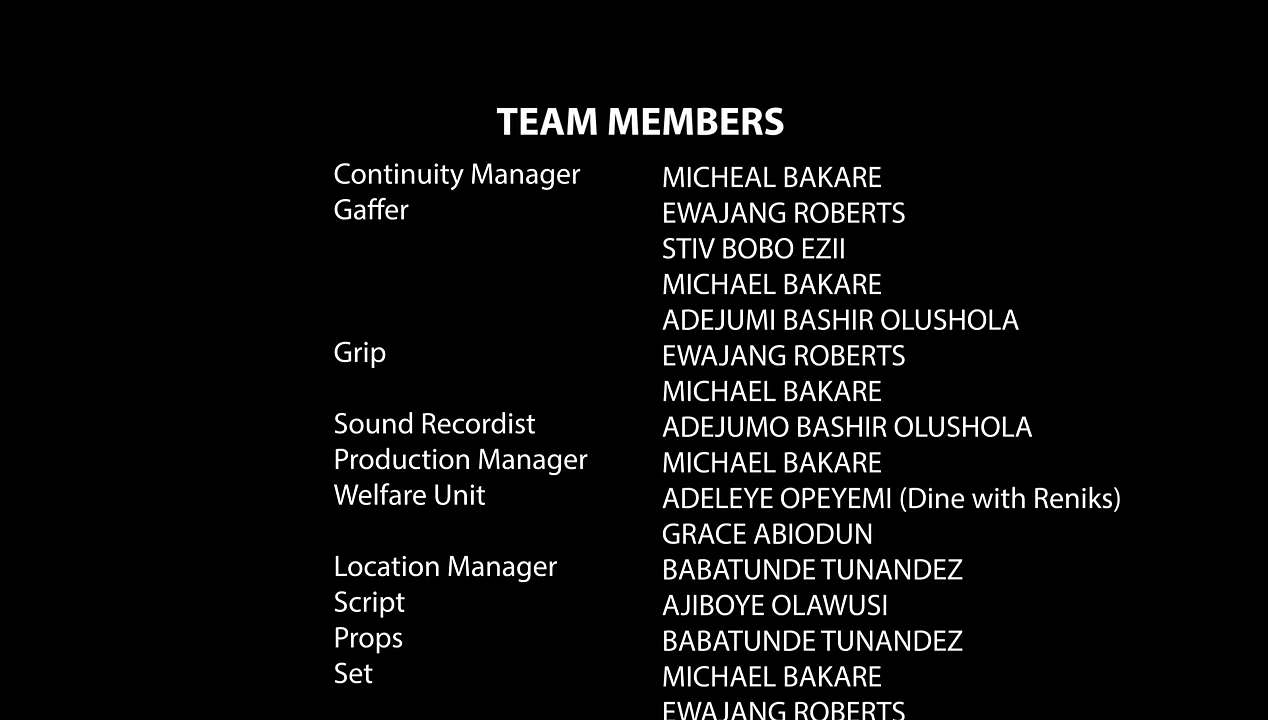 TEAM MEMBERS
Continuity Manager MICHEAL BAKARE
Gaffer EWAJANG ROBERTS
STIV BOBO EZII
MICHAEL BAKARE
ADEJUMI BASHIR OLUSHOLA
Grip EWAJANG ROBERTS
MICHAEL BAKARE
Sound Recordist ADEJUMO BASHIR OLUSHOLA
Production Manager MICHAEL BAKARE
Welfare Unit ADELEYE OPEYEMI (Dine with Reniks)
GRACE ABIODUN
Location Manager BABATUNDE TUNANDEZ
Script AJIBOYE OLAWUSI
Props BABATUNDE TUNANDEZ
Set MICHAEL BAKARE
EWAJANG ROBERTS